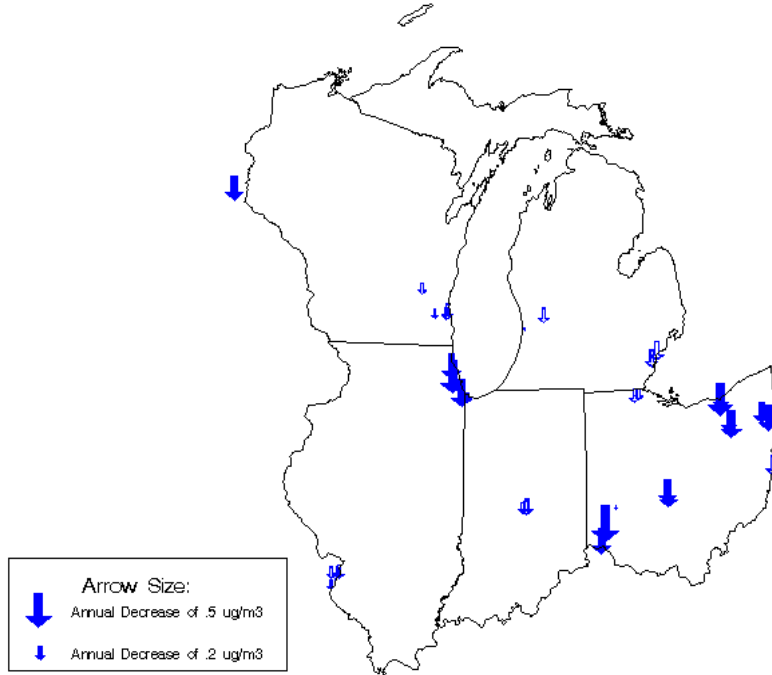 Arrow Size:
Annual Decrease of .5 ug/m3
Annual Decrease of .2 ug/m3